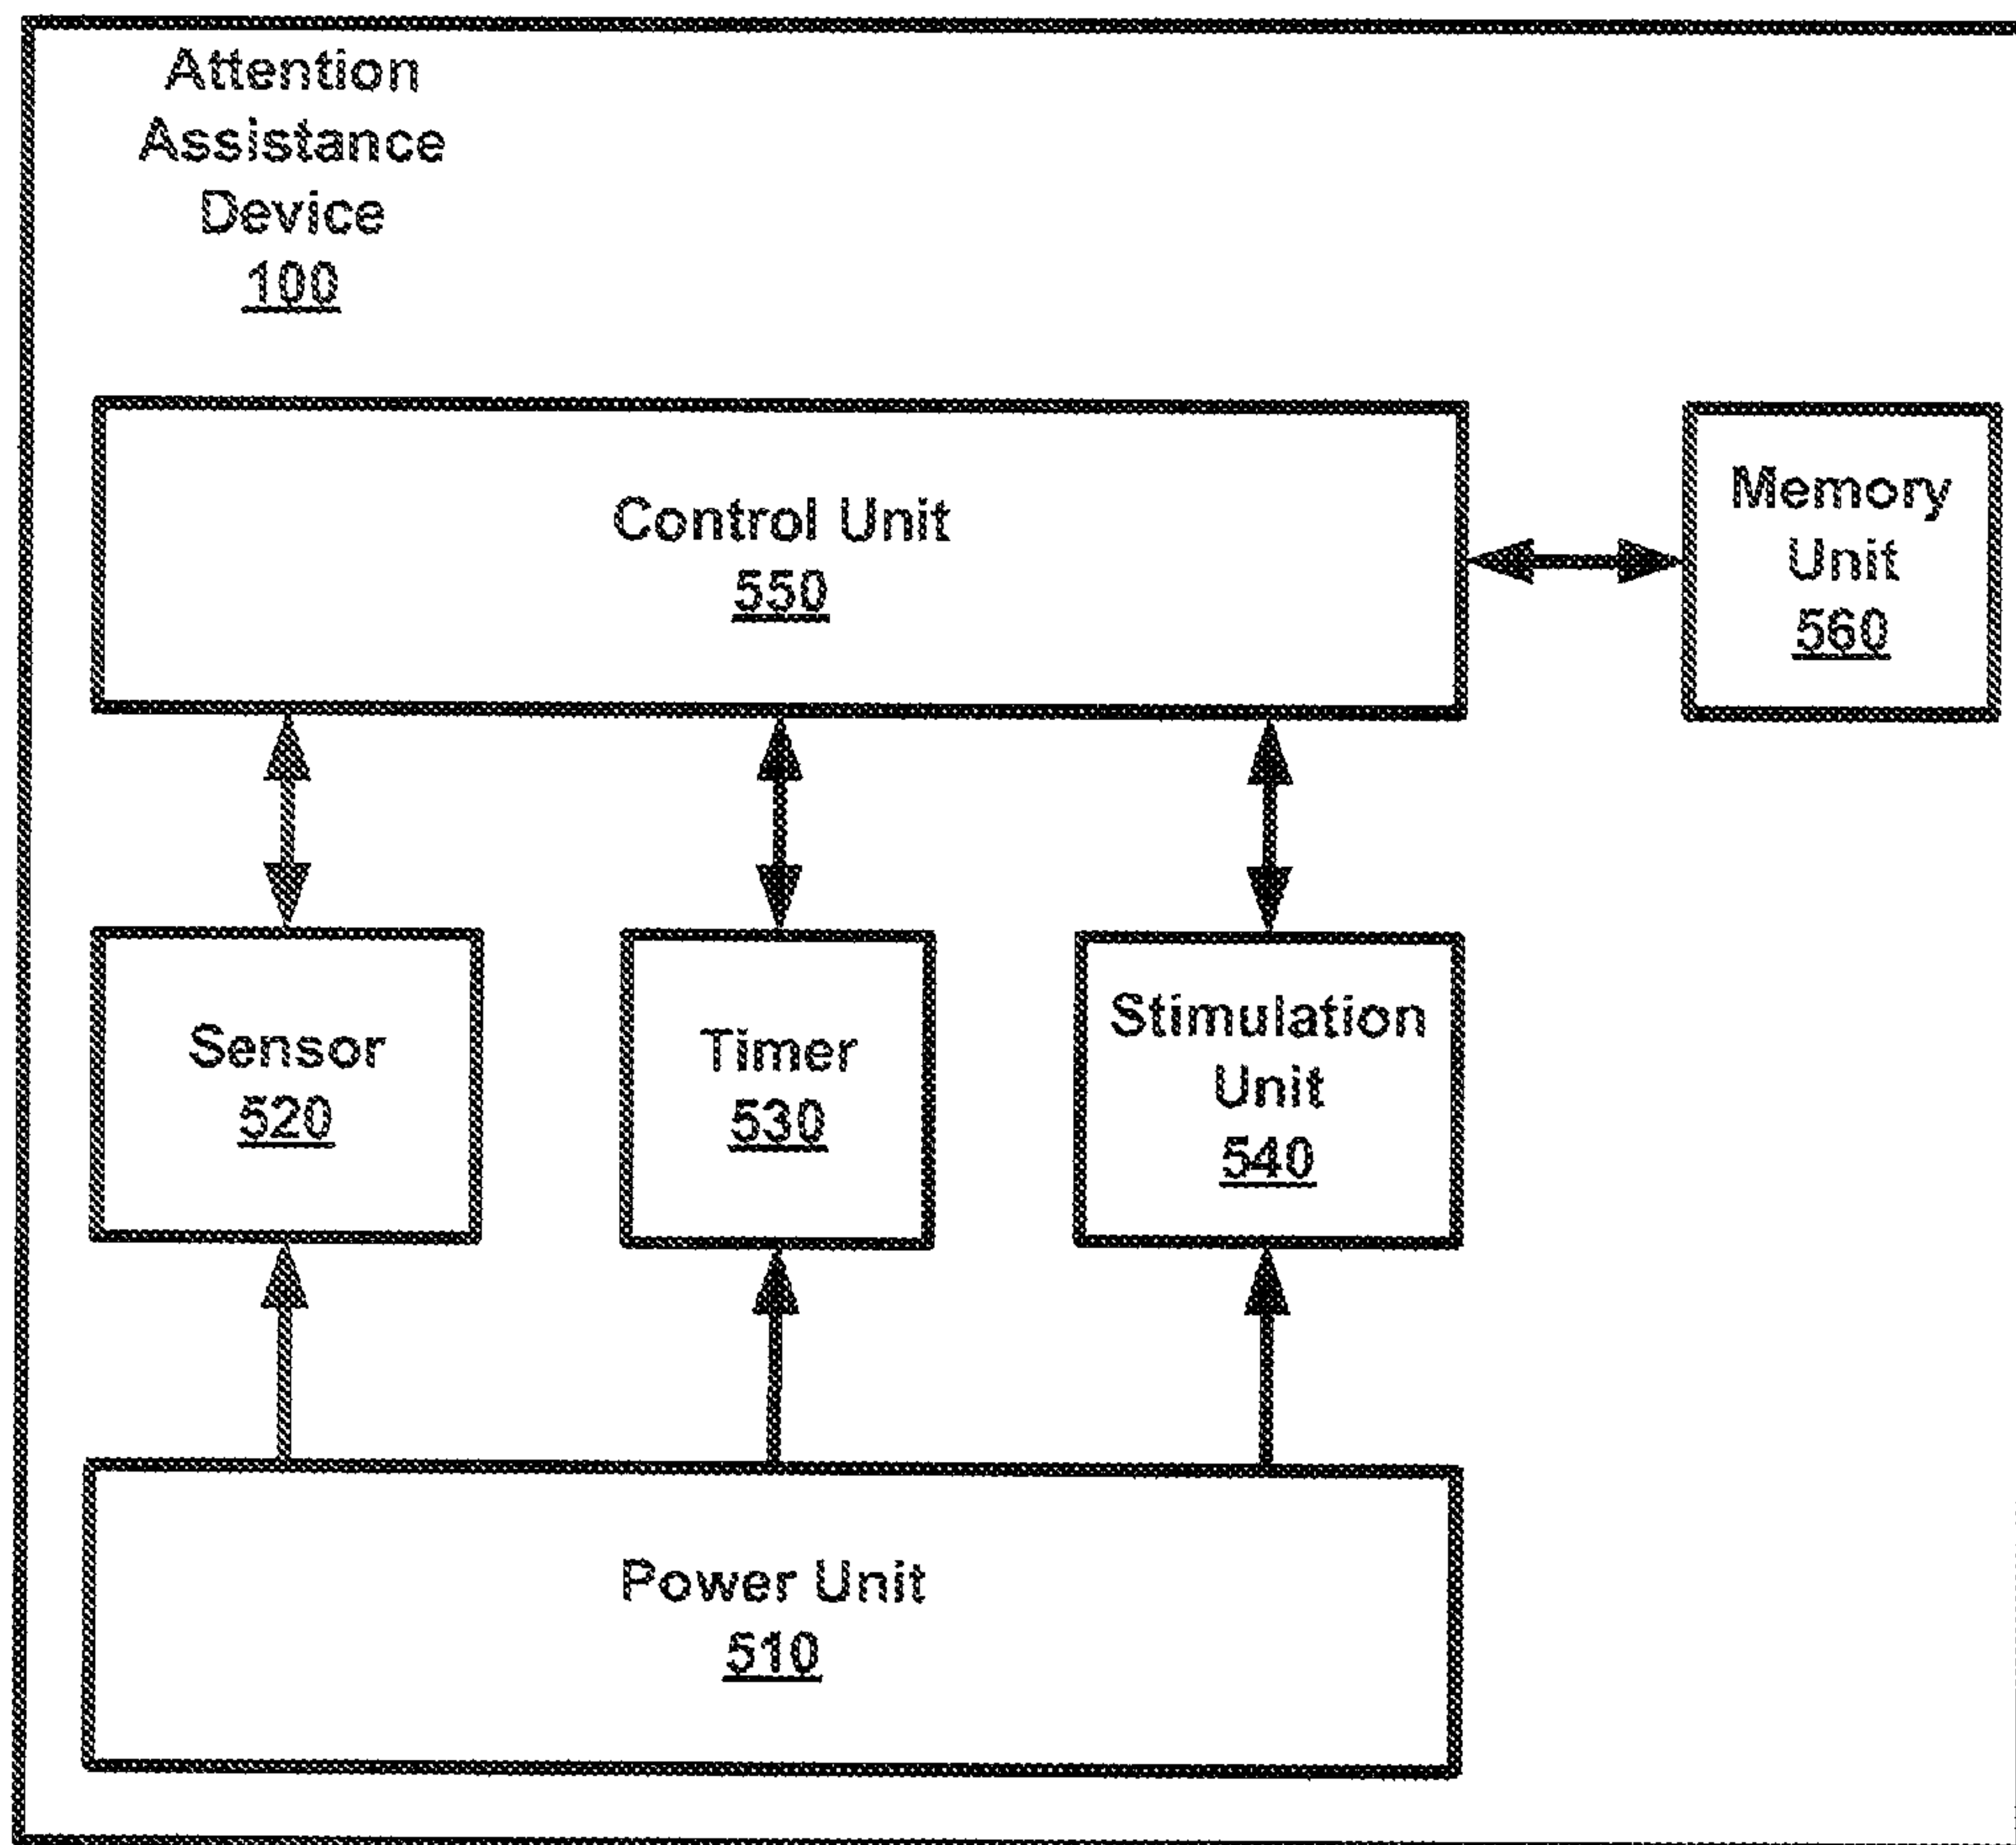 Attention
Assistance
Device
100
Control Unit
550
Memory
Unit
560
Sensor
520
Timer
530
Stimulation
Unit
540
Power Unit
510